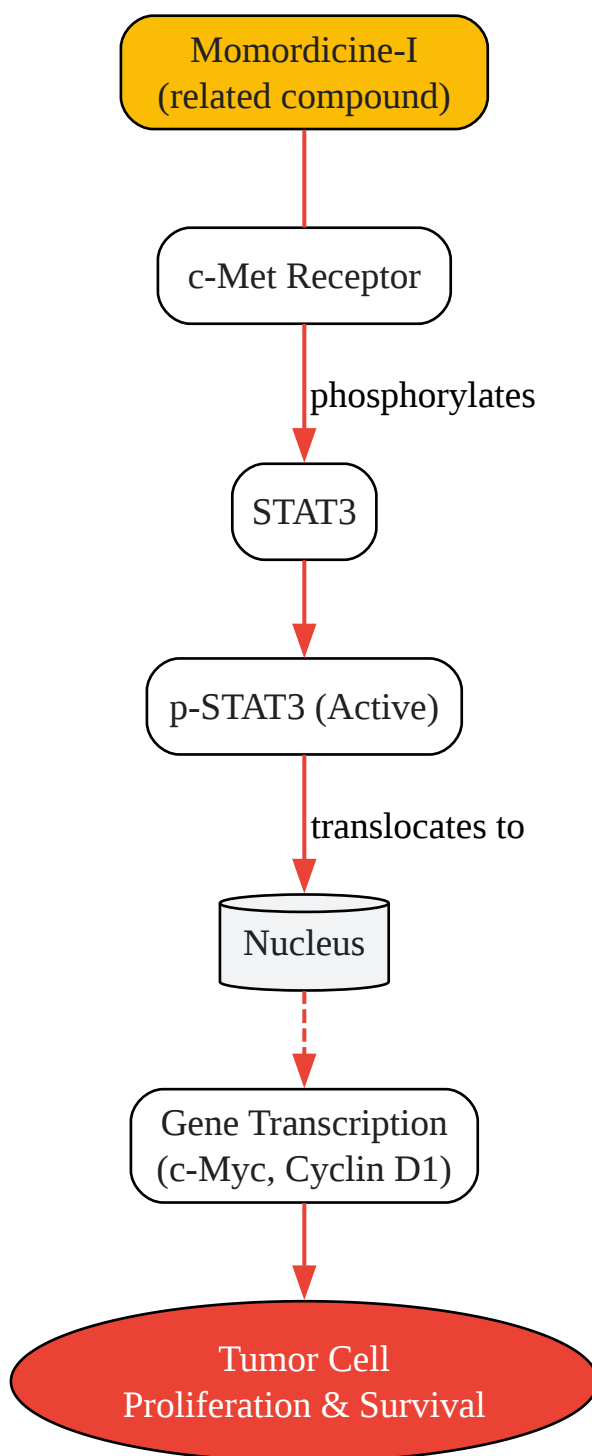 Momordicine-I
(related compound)
c-Met Receptor
phosphorylates
STAT3
p-STAT3 (Active)
translocates to
Nucleus
Gene Transcription
(c-Myc, Cyclin D1)
Tumor Cell
Proliferation & Survival